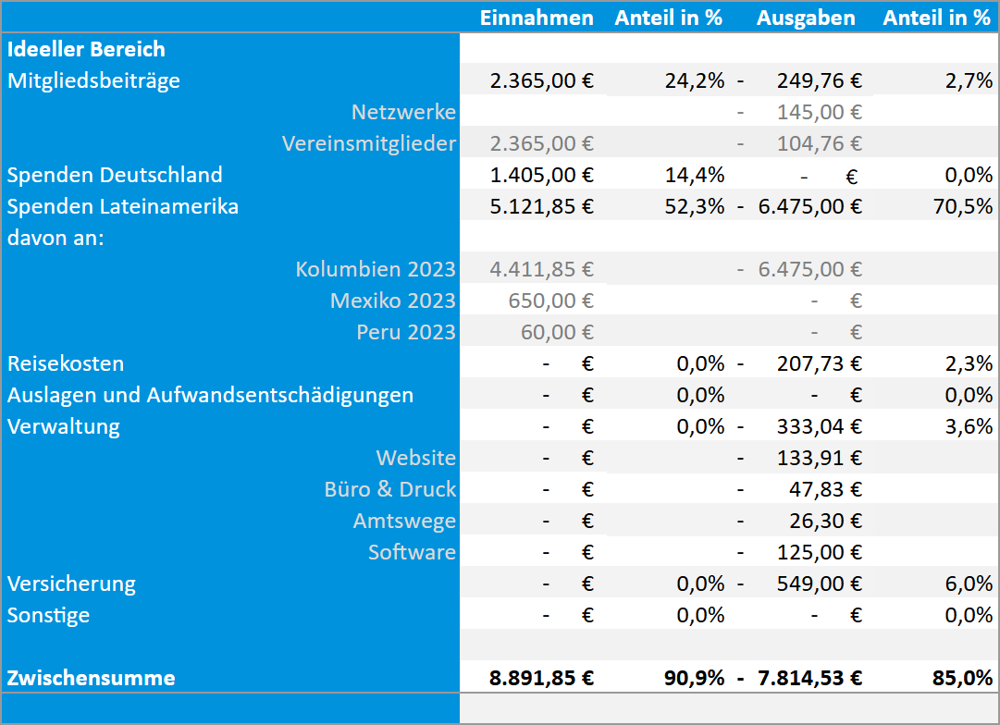 Einnahmen Anteil in % Ausgaben Anteil in %
Ideeller Bereich
Mitgliedsbeiträge 2.365,00 € 24,2% - 249,76 € 2,7%
Netzwerke - 145,00 €
Vereinsmitglieder 2.365,00 € - 104,76 €
Spenden Deutschland 1.405,00 € 14,4% - € 0,0%
Spenden Lateinamerika 5.121,85 € 52,3% - 6.475,00 € 70,5%
davon an:
Kolumbien 2023 4.411,85 € - 6.475,00 €
Mexiko 2023 650,00 € - €
Peru 2023 60,00 € - €
Reisekosten - € 0,0% - 207,73 € 2,3%
Auslagen und Aufwandsentschädigungen - € 0,0% - € 0,0%
Verwaltung - € 0,0% - 333,04 € 3,6%
Website - € - 133,91 €
Büro & Druck - € - 47,83 €
Amtswege - € - 26,30 €
Software - € - 125,00 €
Versicherung - € 0,0% - 549,00 € 6,0%
Sonstige - € 0,0% - € 0,0%
Zwischensumme 8.891,85 € 90,9% - 7.814,53 € 85,0%